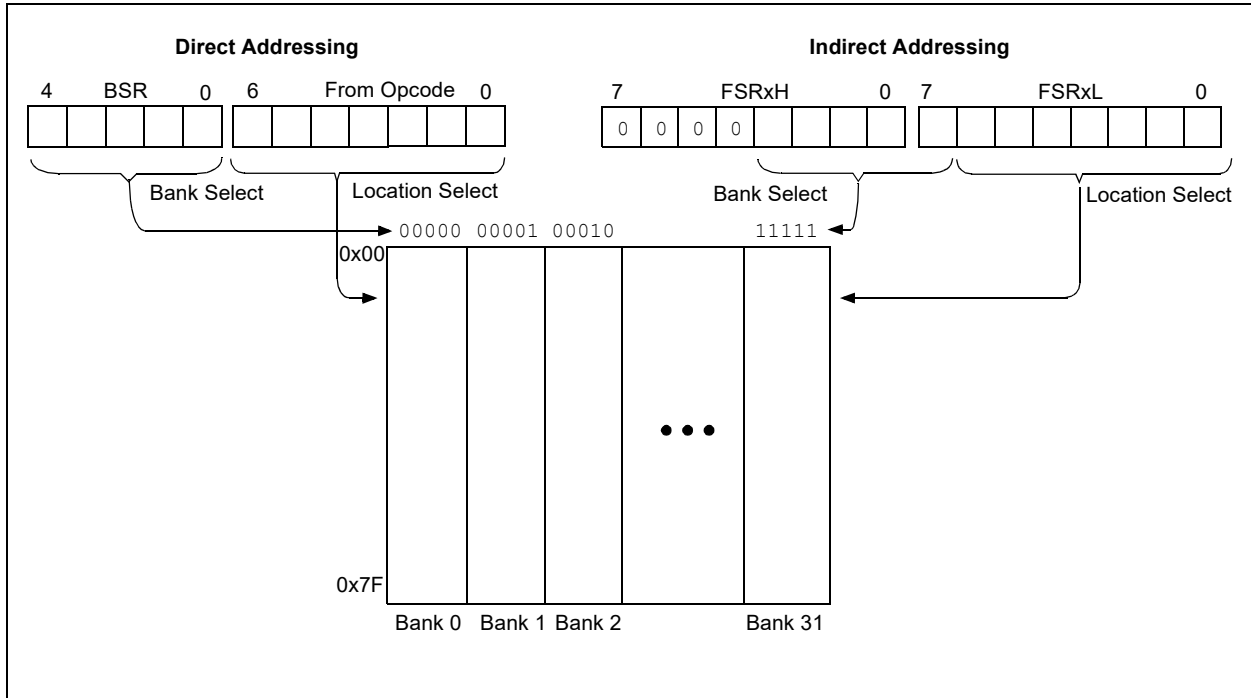 Direct Addressing
Indirect Addressing
4 BSR 0 6 From Opcode 0
7 FSRxH 0 7 FSRxL 0
0 0 0 0
Bank Select
Location Select
Bank Select
Location Select
00000 00001 00010 11111
0x00
0x7F
Bank 0 Bank 1 Bank 2 Bank 31